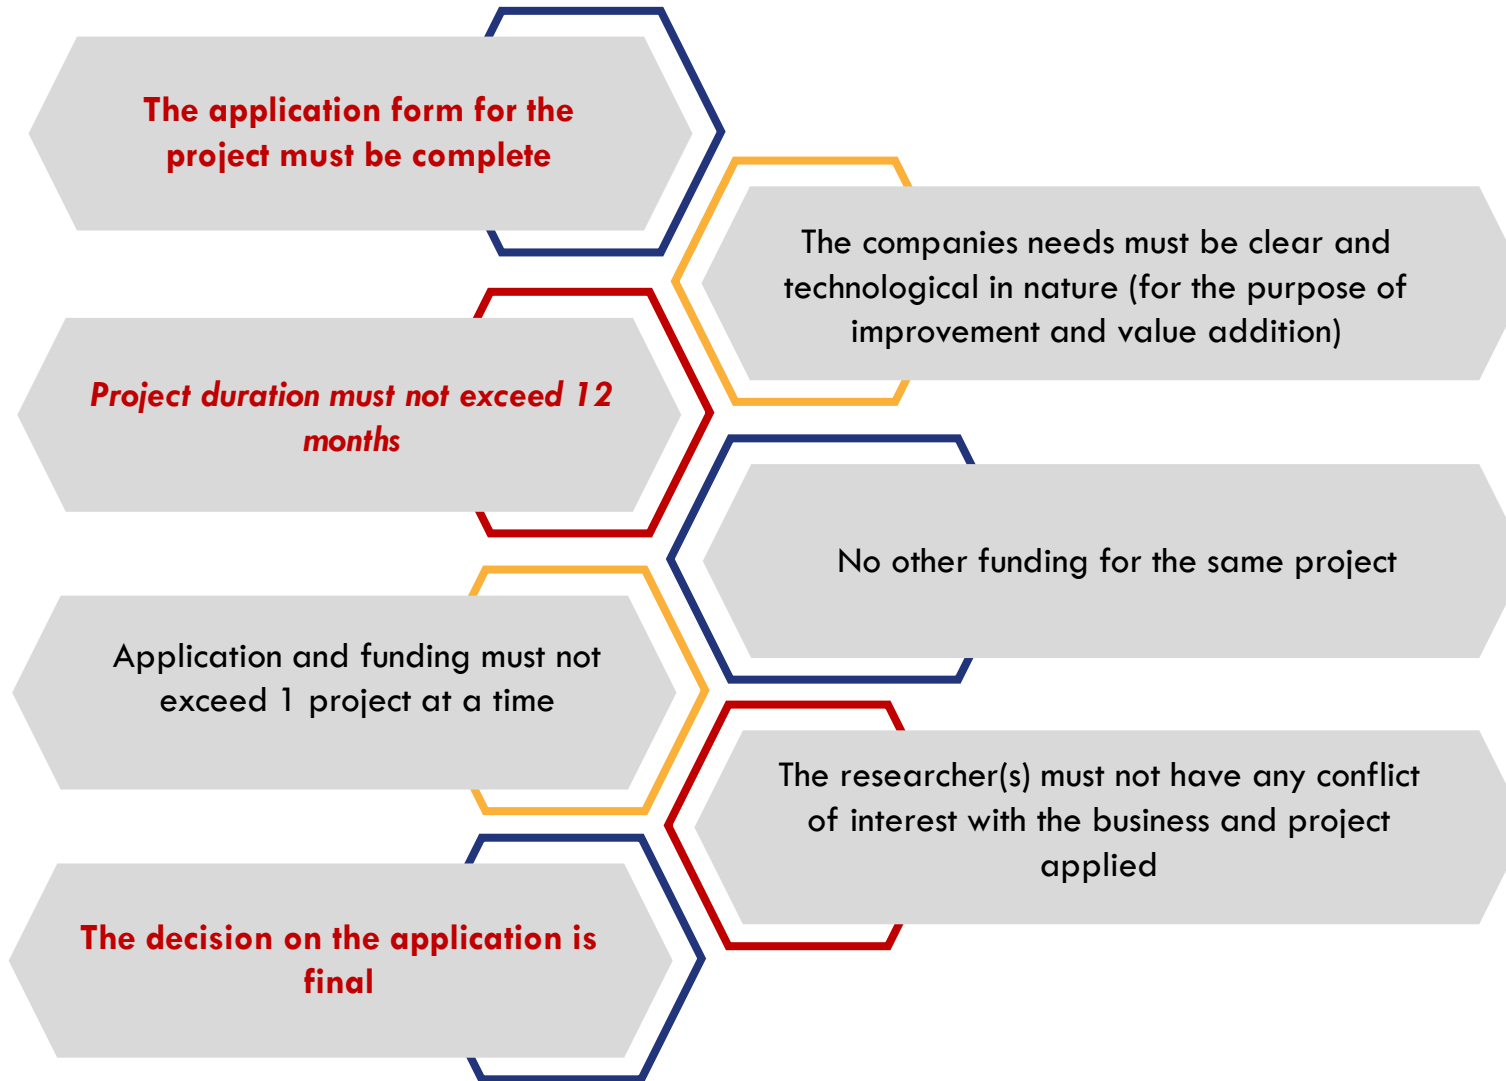 The application form for the
project must be complete
The companies needs must be clear and
technological in nature (for the purpose of
improvement and value addition)
Project duration must not exceed 12
months
No other funding for the same project
Application and funding must not
exceed 1 project at a time
The researcher(s) must not have any conflict
of interest with the business and project
applied
The decision on the application is
final